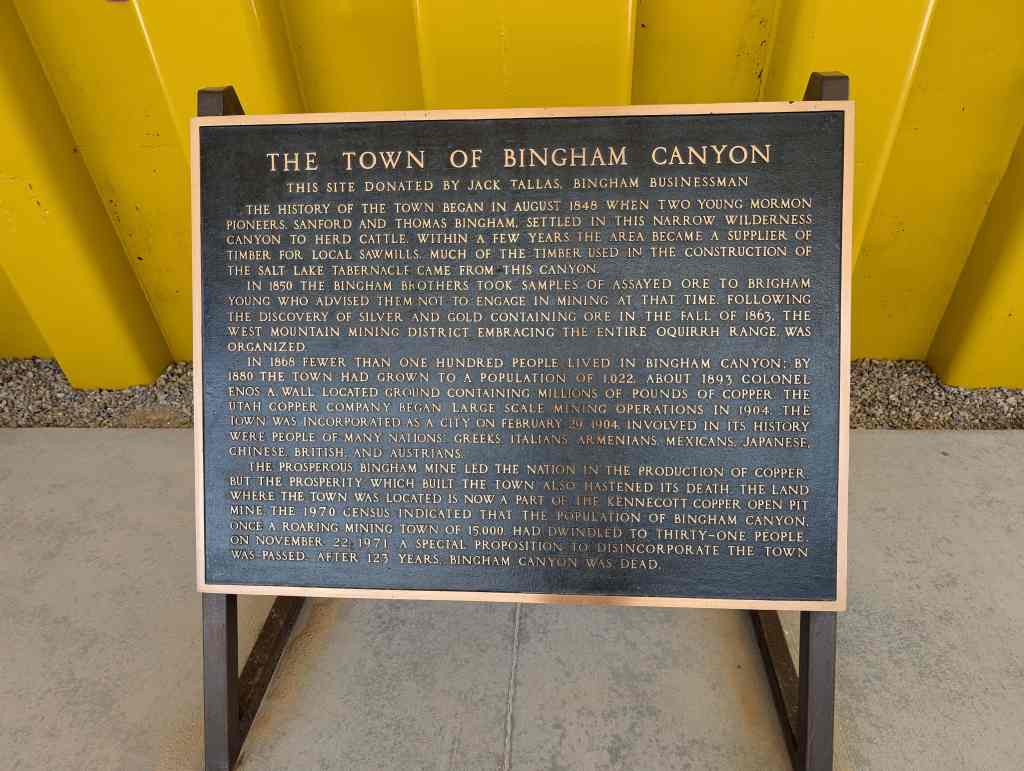 THE TOWN OF BINGHAM CANYON
THIS SITE DONATED BY JACK TALLAS, BINGHAM BUSINESSMAN
THE HISTORY OF THE TOWN BEGAN IN AUGUST 1848 WHEN TWO YOUNG MORMON
PIONEERS, SANFORD AND THOMAS BINGHAM, SETTLED IN THIS NARROW WILDERNESS
CANYON TO HERD CATTLE. WITHIN A FEW YEARS THE AREA BECAME A SUPPLIER OF
TIMBER FOR LOCAL SAWMILLS. MUCH OF THE TIMBER USED IN THE CONSTRUCTION OF
THE SALT LAKE TABERNACLE CAME FROM THIS CANYON.
IN 1850 THE BINGHAM BROTHERS TOOK SAMPLES OF ASSAYED ORE TO BRIGHAM
YOUNG WHO ADVISED THEM NOT TO ENGAGE IN MINING AT THAT TIME. FOLLOWING
THE DISCOVERY OF SILVER AND GOLD CONTAINING ORE IN THE FALL OF 1863, THE
WEST MOUNTAIN MINING DISTRICT, EMBRACING THE ENTIRE OQUIRRH RANGE, WAS
ORGANIZED.
IN 1868 FEWER THAN ONE HUNDRED PEOPLE LIVED IN BINGHAM CANYON; BY
1880 THE TOWN HAD GROWN TO A POPULATION OF 1,022. ABOUT 1893 COLONEL
ENOS A. WALL LOCATED GROUND CONTAINING MILLIONS OF POUNDS OF COPPER. THE
UTAH COPPER COMPANY BEGAN LARGE SCALE MINING OPERATIONS IN 1904. THE
TOWN WAS INCORPORATED AS A CITY ON FEBRUARY 29, 1904. INVOLVED IN ITS HISTORY
WERE PEOPLE OF MANY NATIONS: GREEKS, ITALIANS, ARMENIANS, MEXICANS, JAPANESE,
CHINESE, BRITISH, AND AUSTRIANS.
THE PROSPEROUS BINGHAM MINE LED THE NATION IN THE PRODUCTION OF COPPER.
BUT THE PROSPERITY WHICH BUILT THE TOWN ALSO HASTENED ITS DEATH. THE LAND
WHERE THE TOWN WAS LOCATED IS NOW A PART OF THE KENNECOTT COPPER OPEN PIT
MINE. THE 1970 CENSUS INDICATED THAT THE POPULATION OF BINGHAM CANYON,
ONCE A ROARING MINING TOWN OF 15,000, HAD DWINDLED TO THIRTY-ONE PEOPLE.
ON NOVEMBER 22, 1971, A SPECIAL PROPOSITION TO DISINCORPORATE THE TOWN
WAS PASSED. AFTER 123 YEARS, BINGHAM CANYON WAS DEAD.